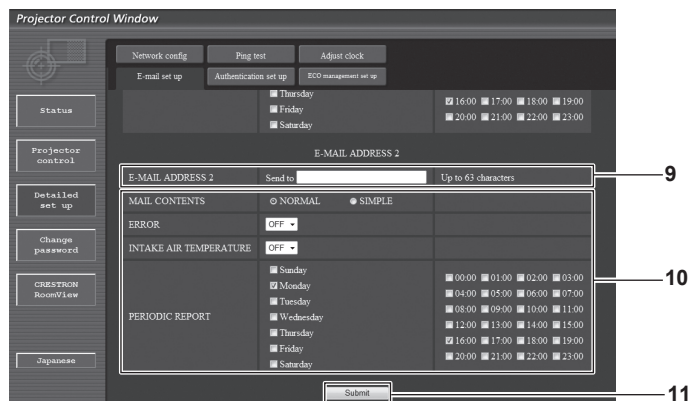 Projector Control Window
Network config Ping test Adjust clock
E-mail set up Authentication set up ECO management set up
Status
Projector control
Detailed set up
Change password
CRESTRON RoomView
Japanese
Thursday
Friday
Saturday
16:00 17:00 18:00 19:00
20:00 21:00 22:00 23:00
E-MAIL ADDRESS 2
E-MAIL ADDRESS 2 Send to Up to 63 characters
9
MAIL CONTENTS NORMAL SIMPLE
ERROR OFF
INTAKE AIR TEMPERATURE OFF
PERIODIC REPORT
Sunday
Monday
Tuesday
Wednesday
Thursday
Friday
Saturday
00:00 01:00 02:00 03:00
04:00 05:00 06:00 07:00
08:00 09:00 10:00 11:00
12:00 13:00 14:00 15:00
16:00 17:00 18:00 19:00
20:00 21:00 22:00 23:00
10
Submit
11